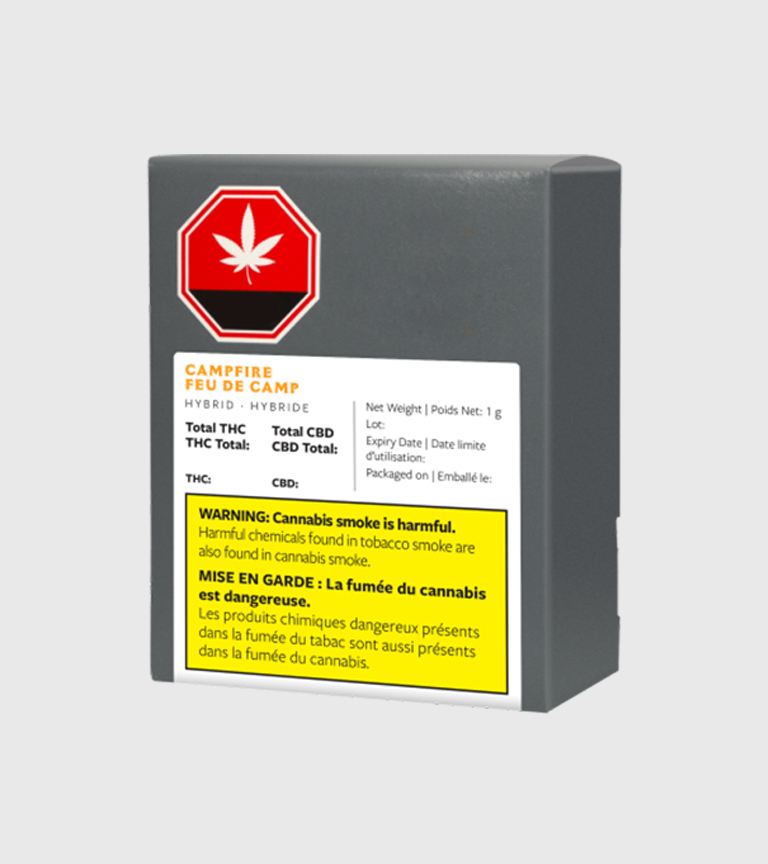 CAMPFIRE
FEU DE CAMP
HYBRID · HYBRIDE
Total THC
THC Total:
Total CBD
CBD Total:
THC:
CBD:
Net Weight | Poids Net: 1 g
Lot:
Expiry Date | Date limite
d'utilisation:
Packaged on | Emballé le:
WARNING: Cannabis smoke is harmful.
Harmful chemicals found in tobacco smoke are
also found in cannabis smoke.
MISE EN GARDE : La fumée du cannabis
est dangereuse.
Les produits chimiques dangereux présents
dans la fumée du tabac sont aussi présents
dans la fumée du cannabis.